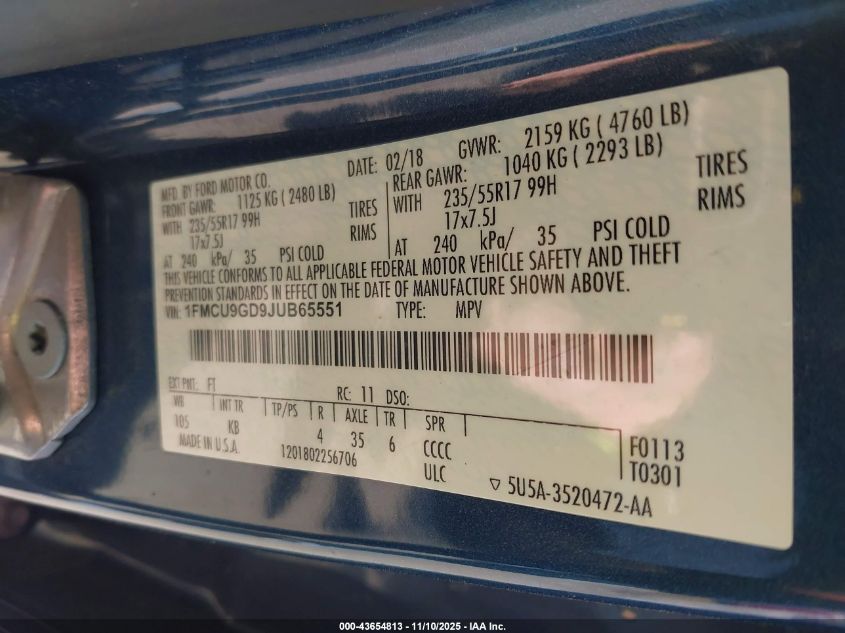 MFD BY FORD MOTOR CO. DATE: 02/18 GVWR: 2159 KG ( 4760 LB)
FRONT GAWR: 1125 KG ( 2480 LB) REAR GAWR: 1040 KG ( 2293 LB)
WITH 235/55R17 99H TIRES WITH 235/55R17 99H TIRES
17x7.5J RIMS 17x7.5J RIMS
AT 240 kPa/ 35 PSI COLD AT 240 kPa/ 35 PSI COLD
THIS VEHICLE CONFORMS TO ALL APPLICABLE FEDERAL MOTOR VEHICLE SAFETY AND THEFT
PREVENTION STANDARDS IN EFFECT ON THE DATE OF MANUFACTURE SHOWN ABOVE.
VIN: 1FMCU9GD9JUB65551 TYPE: MPV
EXT PNT: FT RC: 11 DSO:
WB INT TR TP/PS R AXLE TR SPR
105 KB 4 35 6 CCCC F0113
MADE IN U.S.A. 1201802256706 ULC T0301
▽ 5U5A-3520472-AA
000-43654813 - 11/10/2025 - IAA Inc.